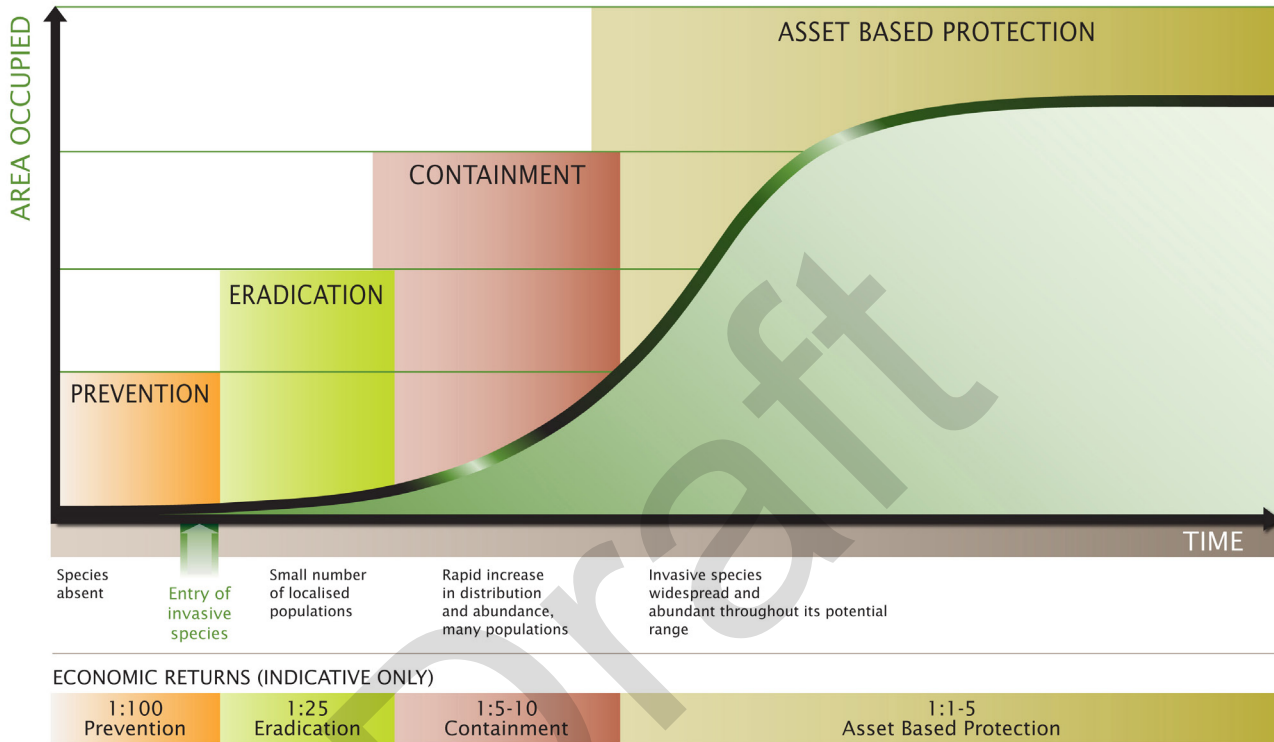 AREA OCCUPIED
ASSET BASED PROTECTION
CONTAINMENT
ERADICATION
PREVENTION
TIME
Species
absent
Entry of
invasive
species
Small number
of localised
populations
Rapid increase
in distribution
and abundance,
many populations
Invasive species
widespread and
abundant throughout its potential
range
Draft
ECONOMIC RETURNS (INDICATIVE ONLY)
1:100
Prevention
1:25
Eradication
1:5-10
Containment
1:1-5
Asset Based Protection